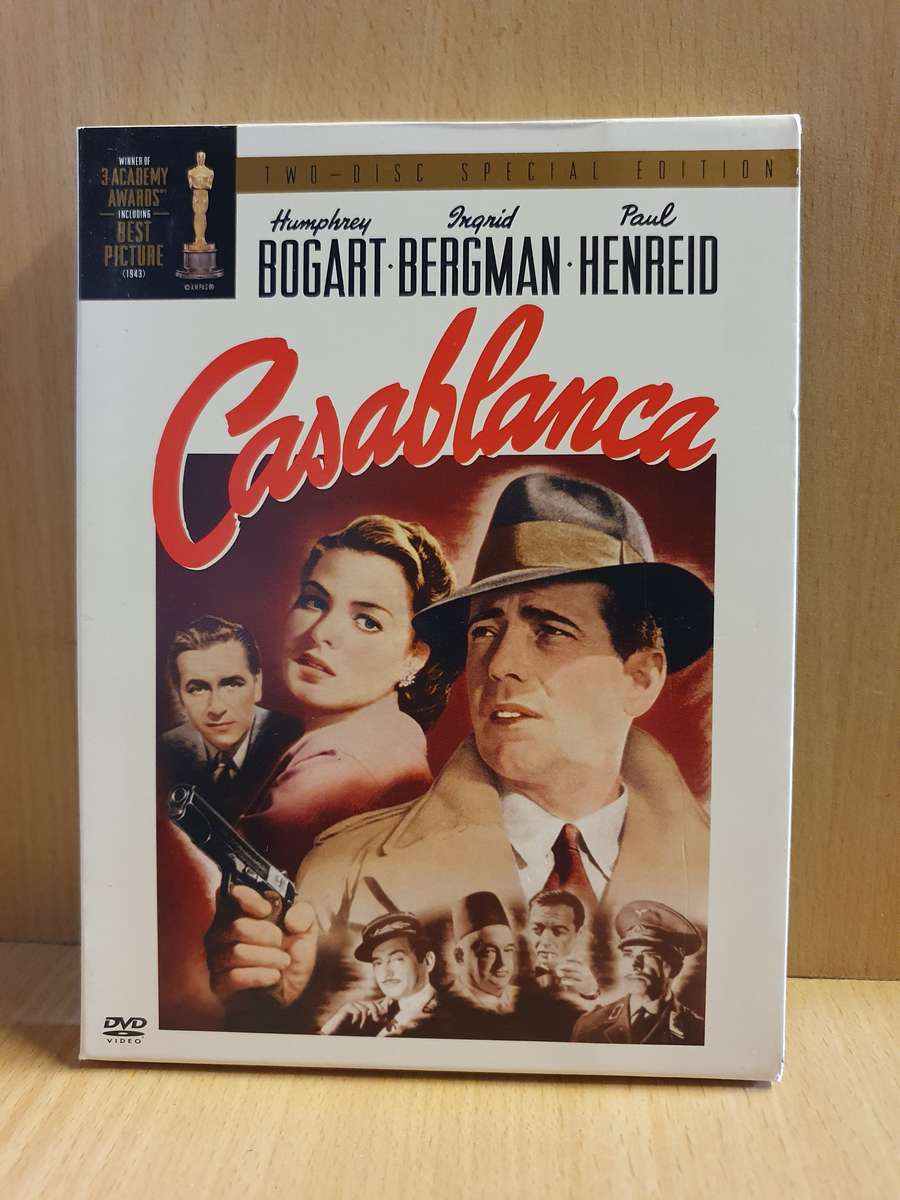 WINNER OF
3 ACADEMY
AWARDS
INCLUDING
BEST
PICTURE
(1943)
©A.M.P.A.S.®
TWO-DISC SPECIAL EDITION
Humphrey Ingrid Paul
BOGART · BERGMAN · HENREID
Casablanca
DVD
VIDEO